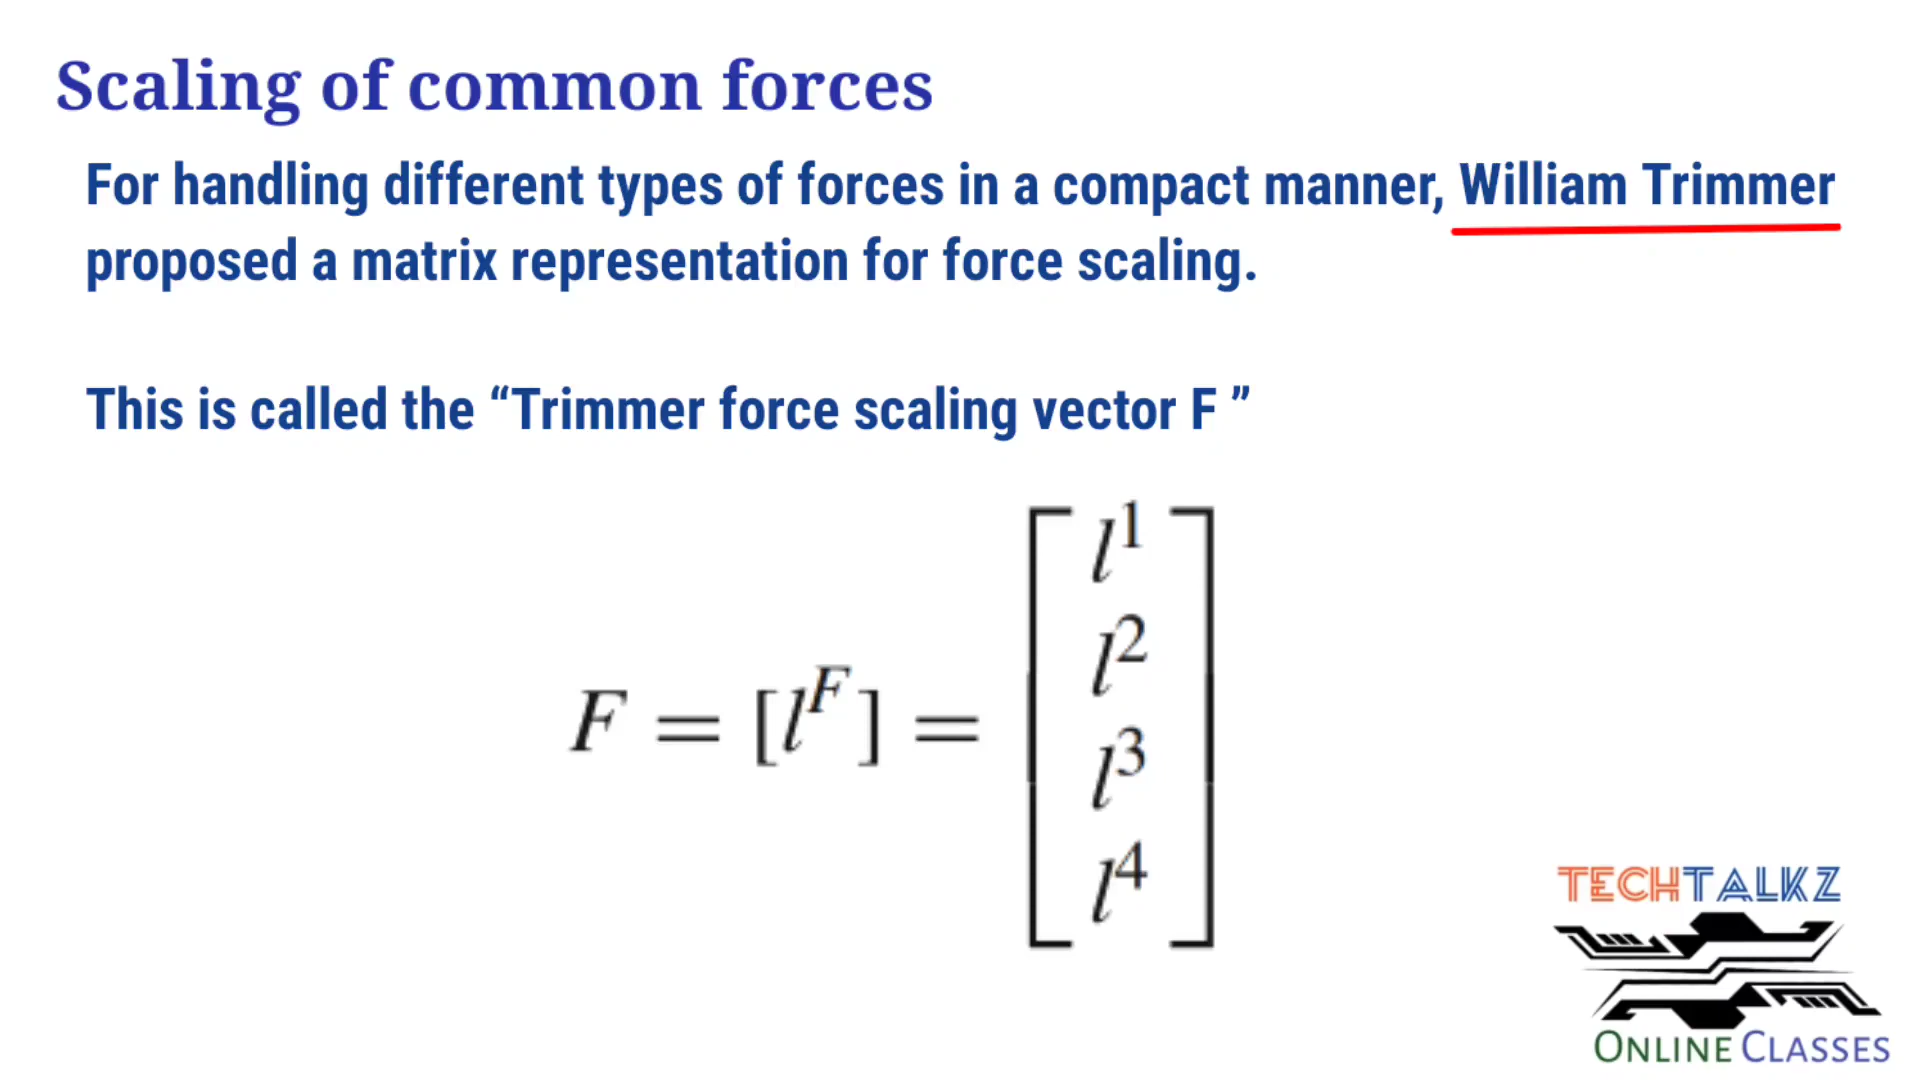 Scaling of common forces
For handling different types of forces in a compact manner, William Trimmer
proposed a matrix representation for force scaling.
This is called the “Trimmer force scaling vector F ”
F = [l^F] = [l^1
l^2
l^3
l^4]
TECHTALKZ
ONLINE CLASSES